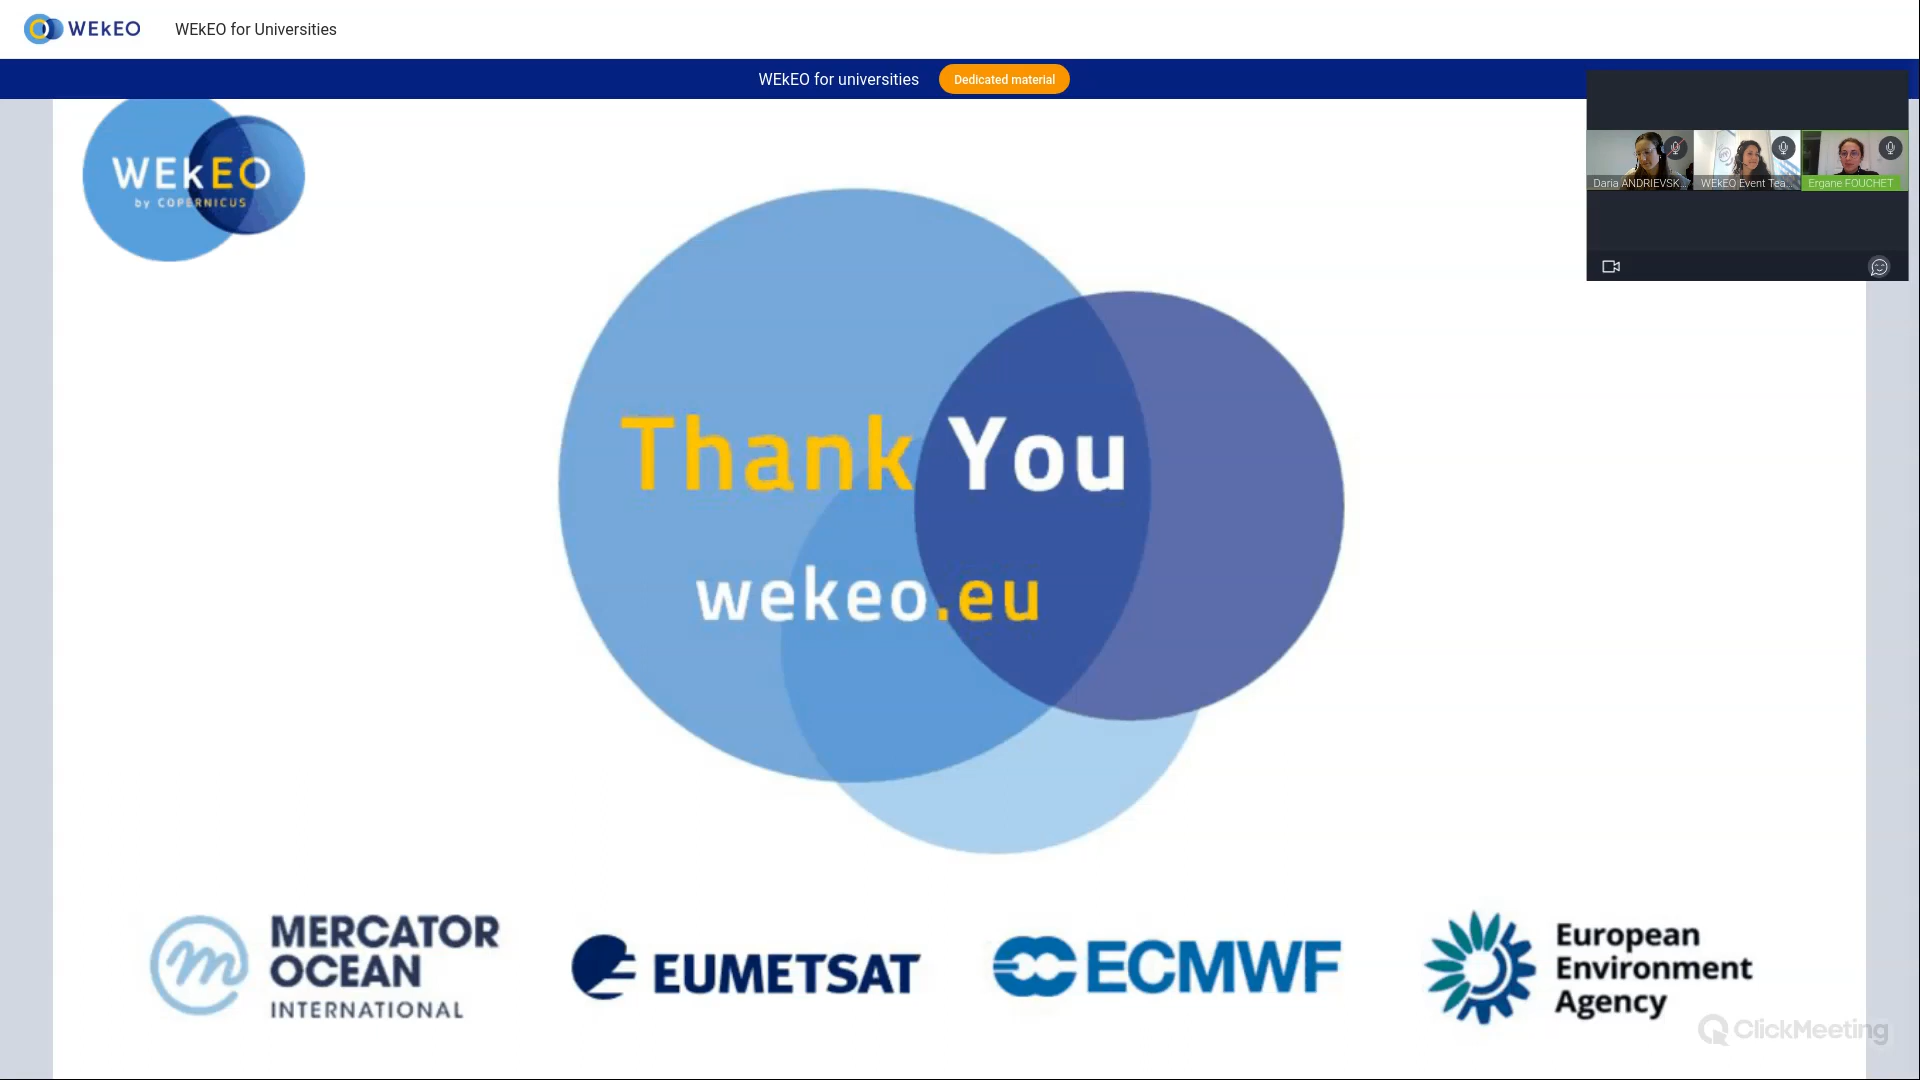 WEkEO
WEkEO for Universities
WEkEO for universities
Dedicated material
WEkEO
by COPERNICUS
Daria ANDRIEVSK...
WEkEO Event Tea...
Ergane FOUCHET
Thank You
wekeo.eu
MERCATOR
OCEAN
INTERNATIONAL
EUMETSAT
ECMWF
European
Environment
Agency
ClickMeeting